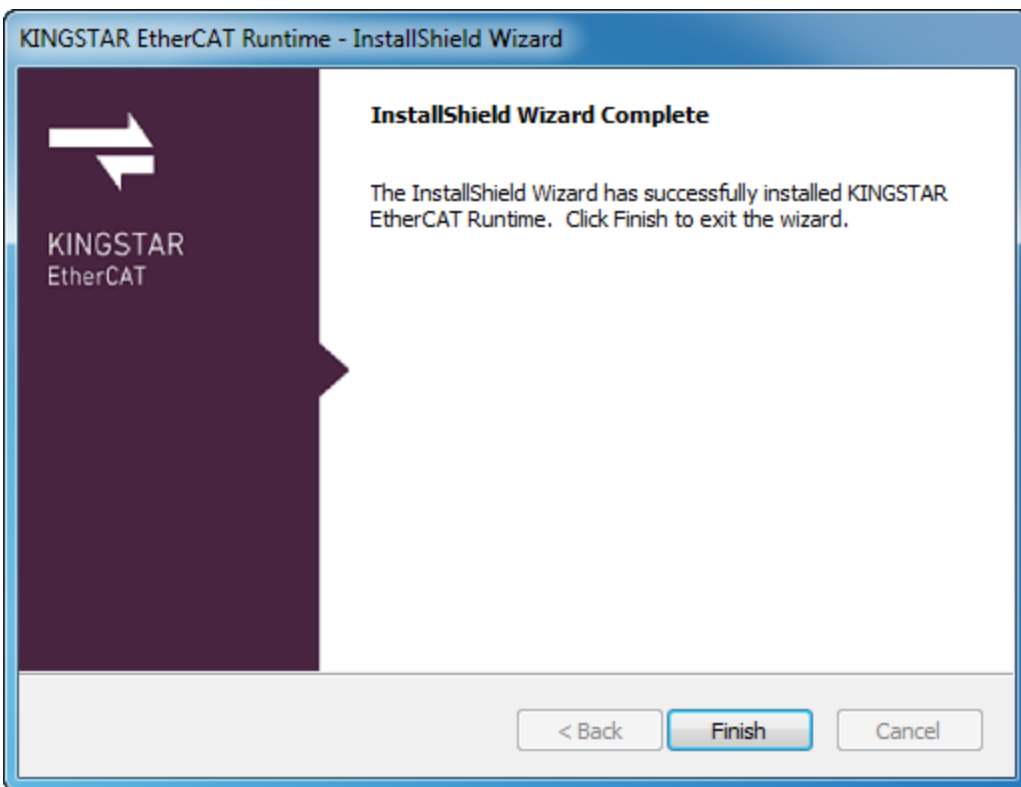 KINGSTAR EtherCAT Runtime - InstallShield Wizard
KINGSTAR
EtherCAT
InstallShield Wizard Complete
The InstallShield Wizard has successfully installed KINGSTAR
EtherCAT Runtime.  Click Finish to exit the wizard.
< Back
Finish
Cancel